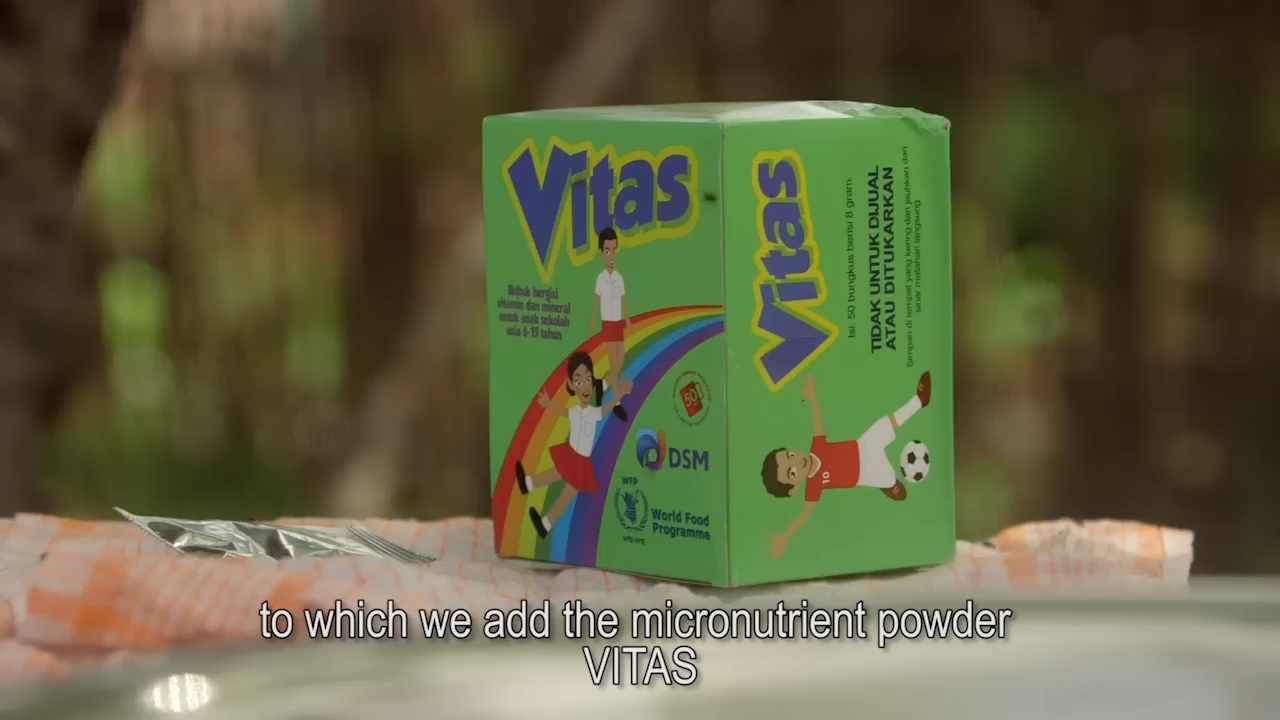 Vitas
Bubuk bergisi
vitamin dan mineral
untuk anak sekolah
usia 6-15 tahun
50
DSM
WFP
World Food
Programme
wfp.org
Vitas
Isi: 50 bungkus berisi 8 gram
TIDAK UNTUK DIJUAL
ATAU DITUKARKAN
Simpan di tempat yang kering dan jauhkan dari
sinar matahari langsung
10
to which we add the micronutrient powder
VITAS